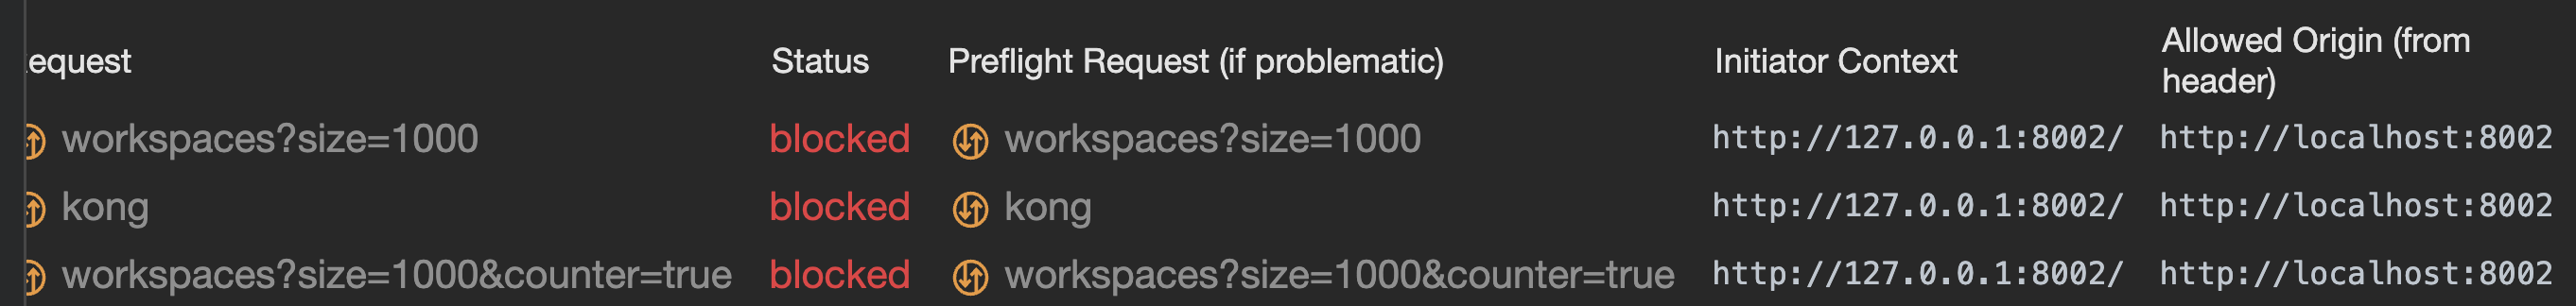 equest Status Preflight Request (if problematic) Initiator Context Allowed Origin (from header)
workspaces?size=1000 blocked workspaces?size=1000 http://127.0.0.1:8002/ http://localhost:8002
kong blocked kong http://127.0.0.1:8002/ http://localhost:8002
workspaces?size=1000&counter=true blocked workspaces?size=1000&counter=true http://127.0.0.1:8002/ http://localhost:8002